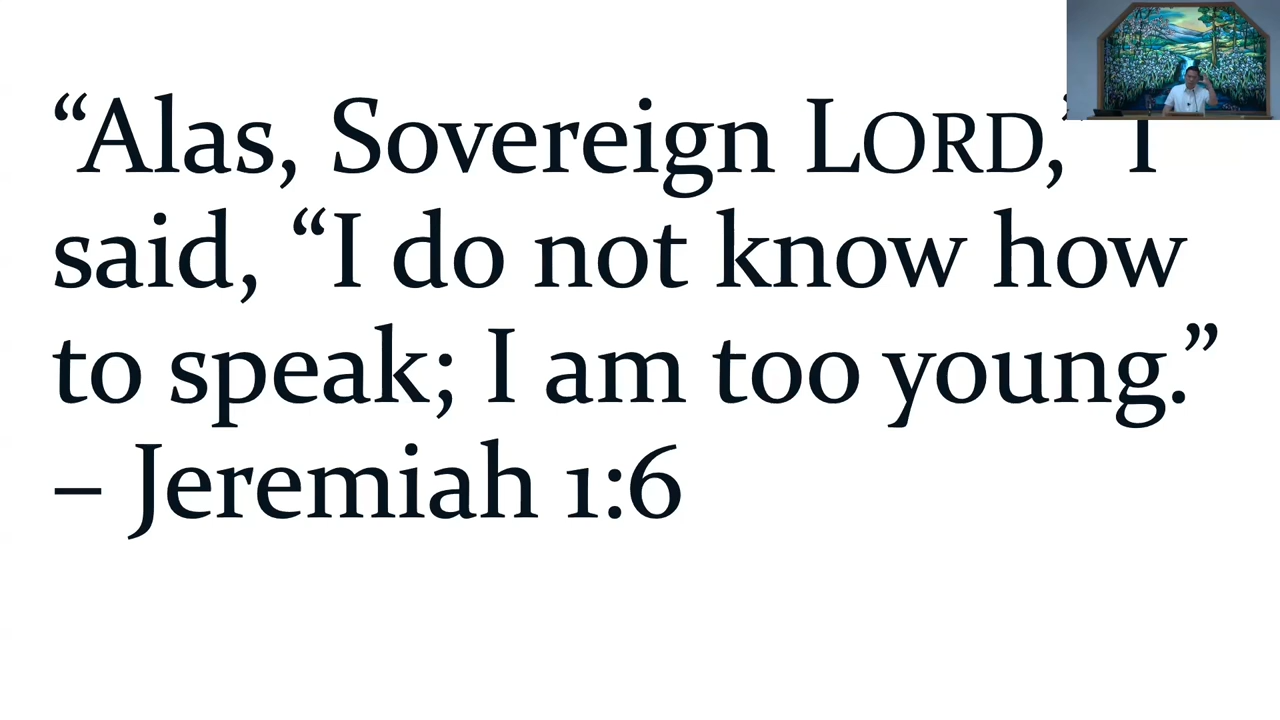 “Alas, Sovereign LORD,” I
said, “I do not know how
to speak; I am too young.”
– Jeremiah 1:6